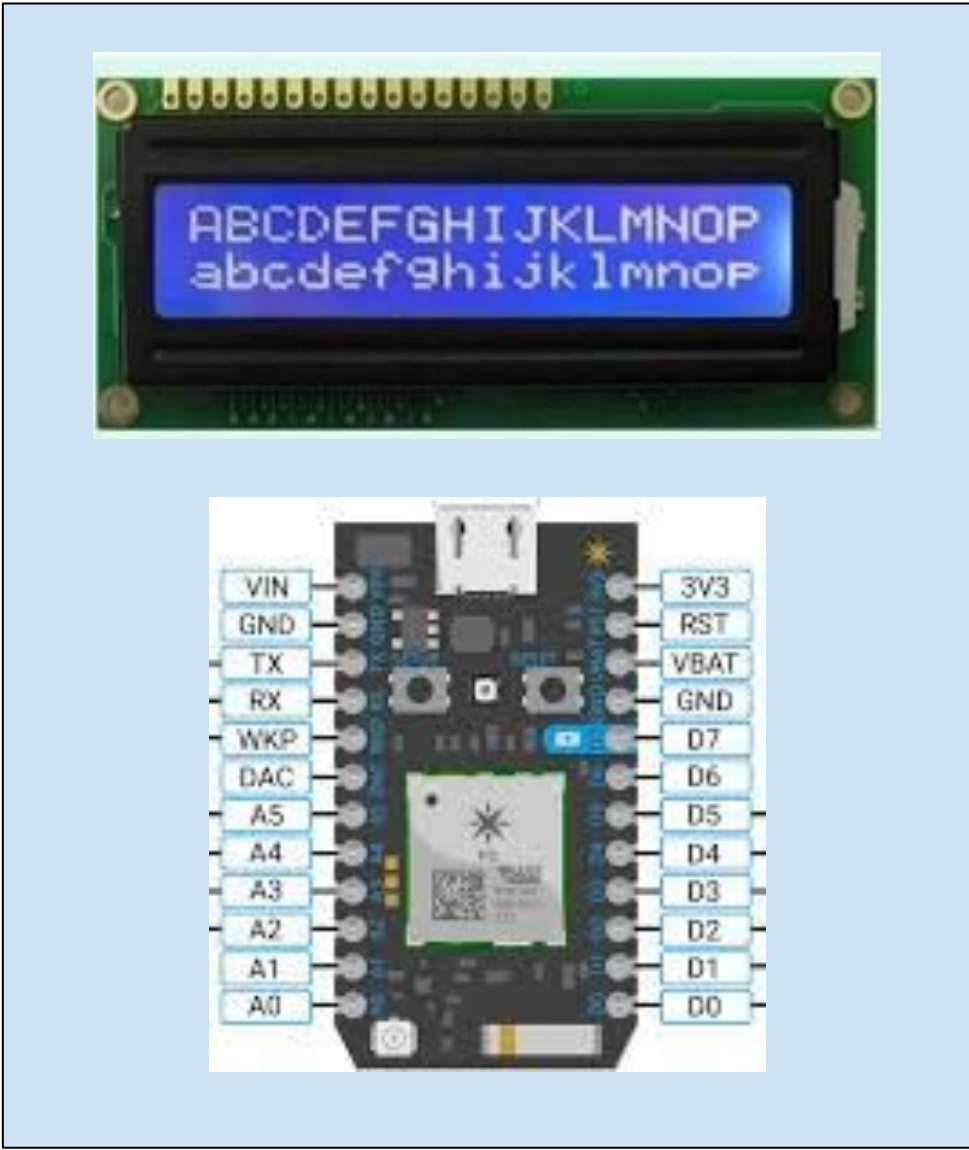 ABCDEFGHIJKLMNOP
abcdefghijklmnop
VIN 3V3
GND RST
TX VBAT
RX GND
WKP D7
DAC D6
A5 D5
A4 D4
A3 D3
A2 D2
A1 D1
A0 D0